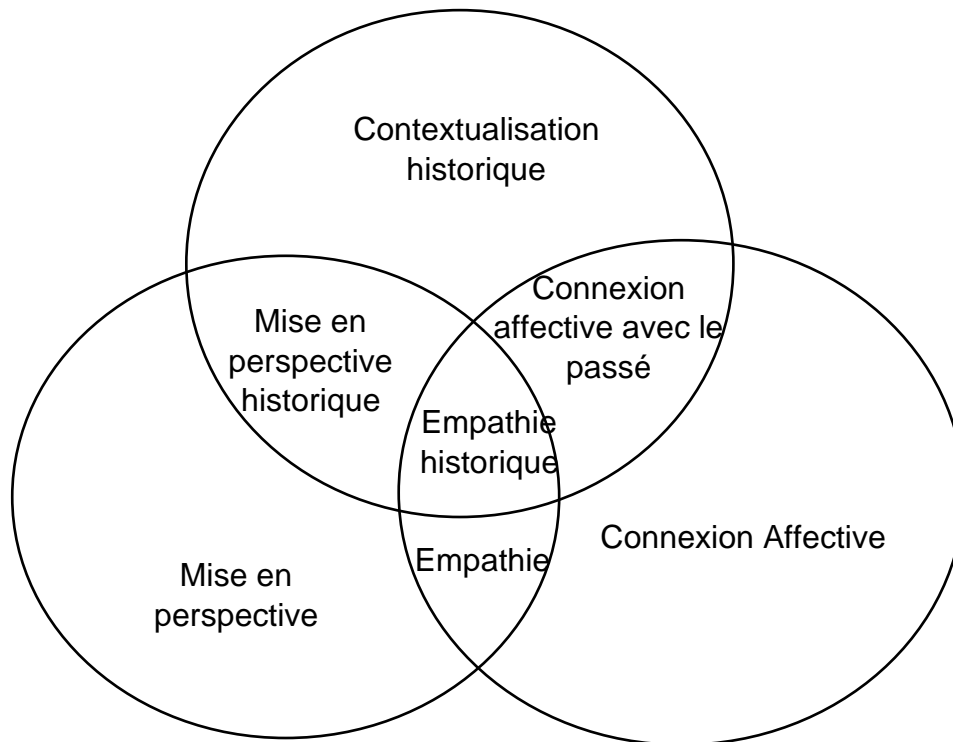 Contextualisation
historique
Connexion
affective avec le
passé
Mise en
perspective
historique
Empathie
historique
Connexion Affective
Empathie
Mise en
perspective